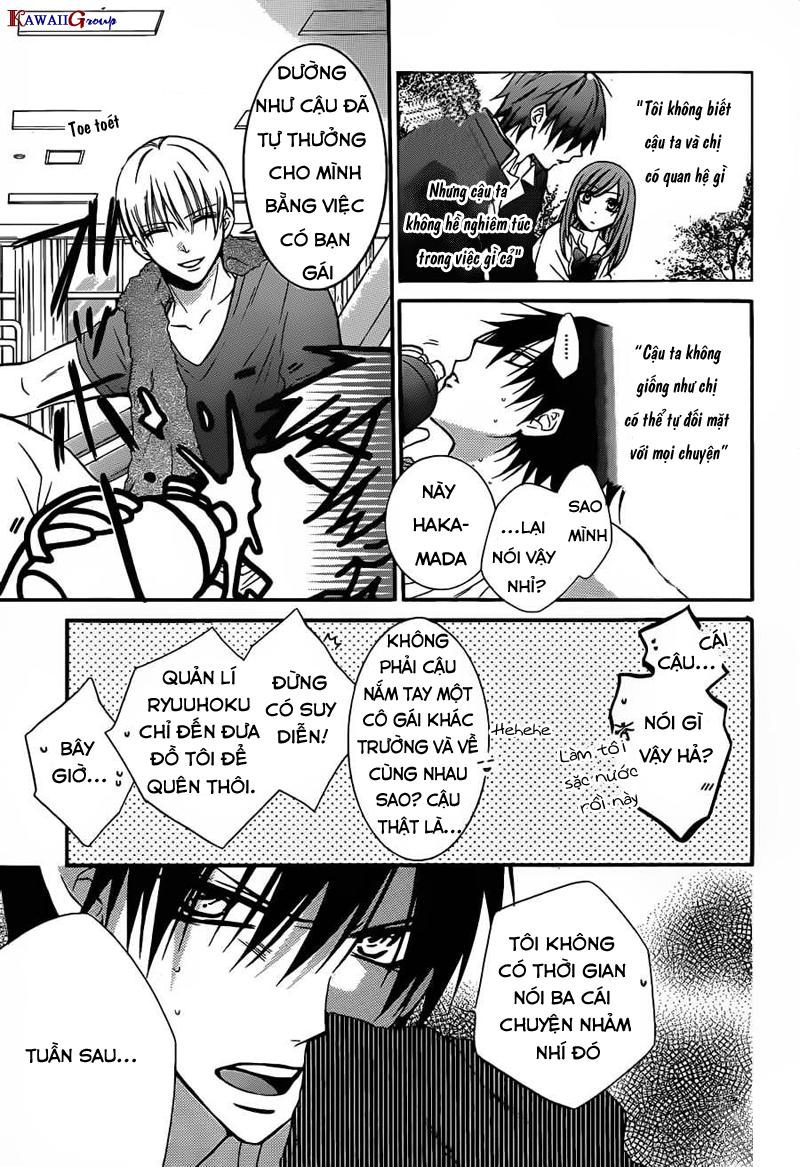 KAWAIIGroup
"Tôi không biết
cậu ta và chị
có quan hệ gì
Nhưng cậu ta
không hề nghiêm túc
trong việc gì cả"
"Cậu ta không
giống như chị
có thể tự đối mặt
với mọi chuyện"
........
SAO
MÌNH
...LẠI
NÓI VẬY
NHỈ?
NÀY
HAKA-
MADA
DƯỜNG
NHƯ CẬU ĐÃ
TỰ THƯỞNG
CHO MÌNH
BẰNG VIỆC
CÓ BẠN
GÁI
Toe toét
CÁI
CẬU...
NÓI GÌ
VẬY HẢ?
Làm tôi
sặc nước
rồi này
Hehehe
KHÔNG
PHẢI CẬU
NẮM TAY MỘT
CÔ GÁI KHÁC
TRƯỜNG VÀ VỀ
CÙNG NHAU
SAO? CẬU
THẬT LÀ...
ĐỪNG
CÓ SUY
DIỄN!
QUẢN LÍ
RYUUHOKU
CHỈ ĐẾN ĐƯA
ĐỒ TÔI ĐỂ
QUÊN THÔI.
BÂY
GIỜ...
TÔI KHÔNG
CÓ THỜI GIAN
NÓI BA CÁI
CHUYỆN NHẢM
NHÍ ĐÓ
TUẦN SAU...